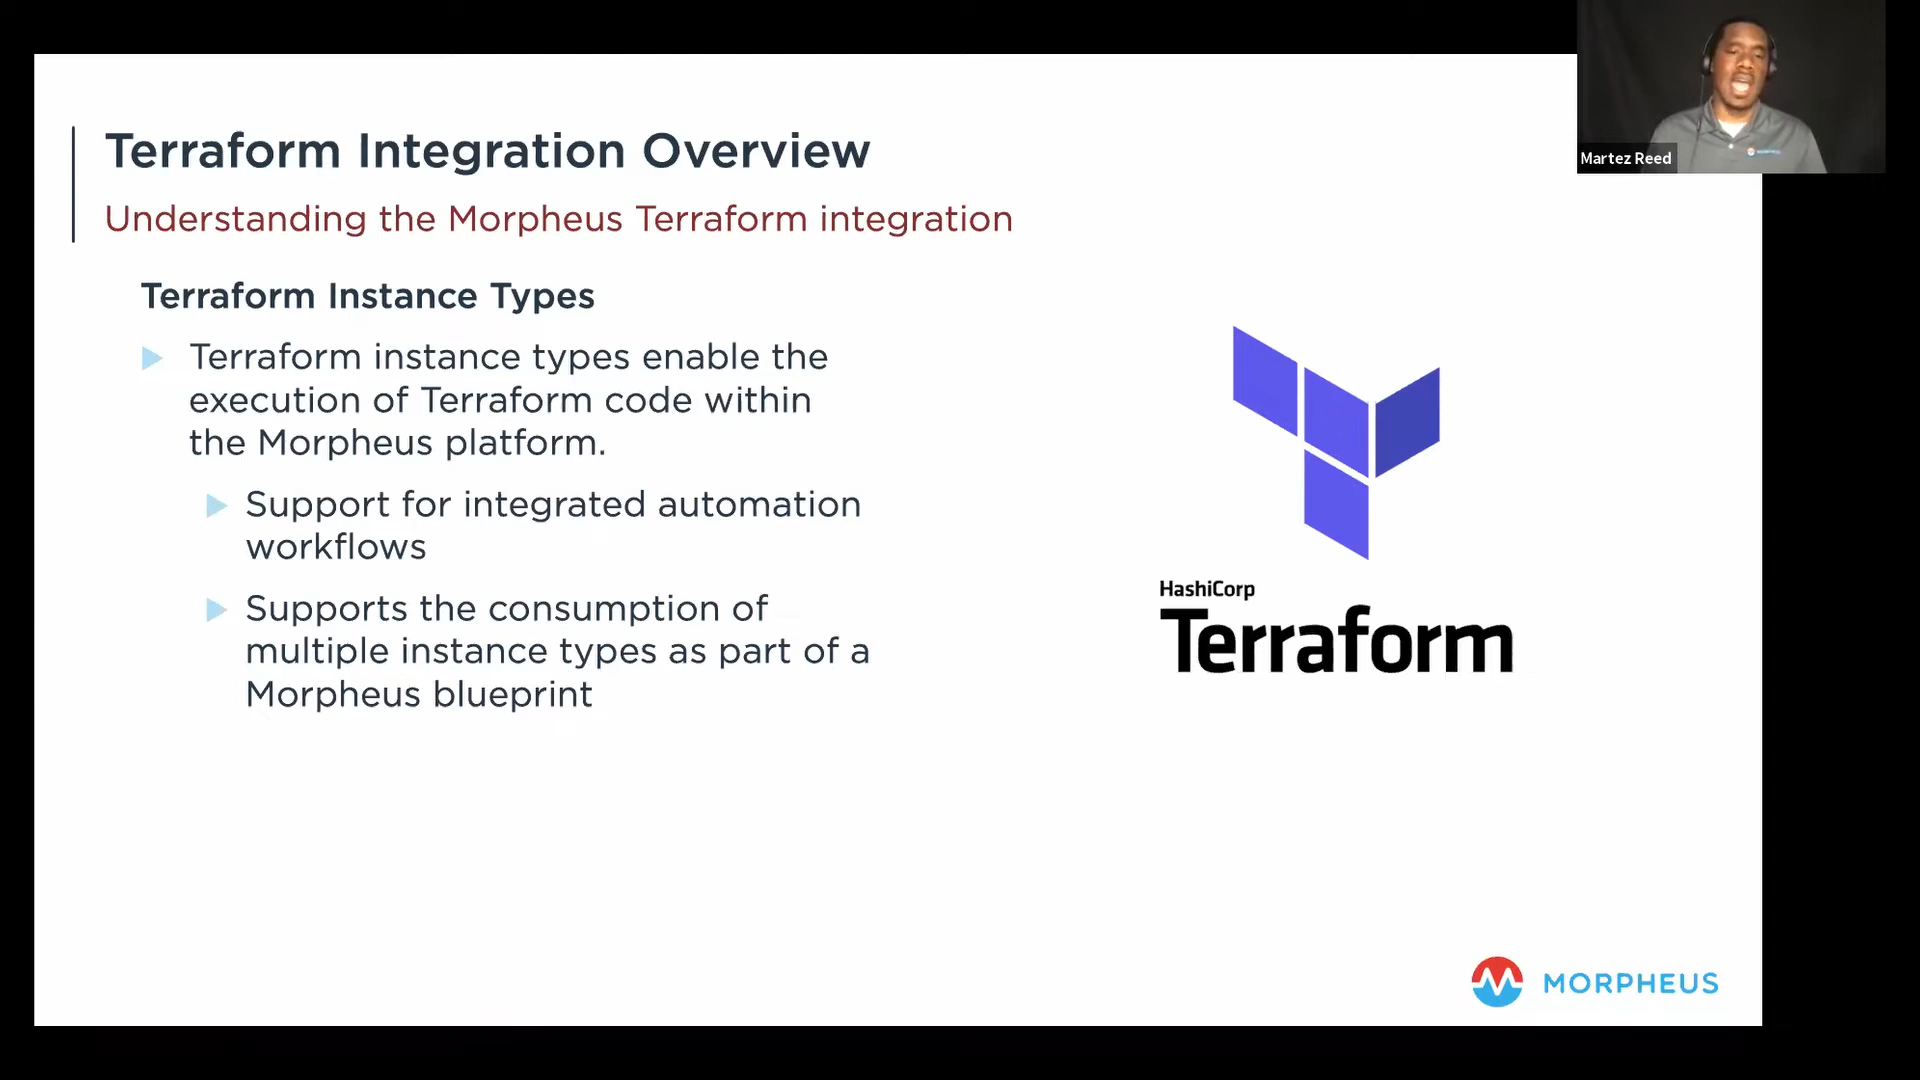 Martez Reed
Terraform Integration Overview
Understanding the Morpheus Terraform integration
Terraform Instance Types
Terraform instance types enable the
execution of Terraform code within
the Morpheus platform.
Support for integrated automation
workflows
Supports the consumption of
multiple instance types as part of a
Morpheus blueprint
HashiCorp
Terraform
MORPHEUS